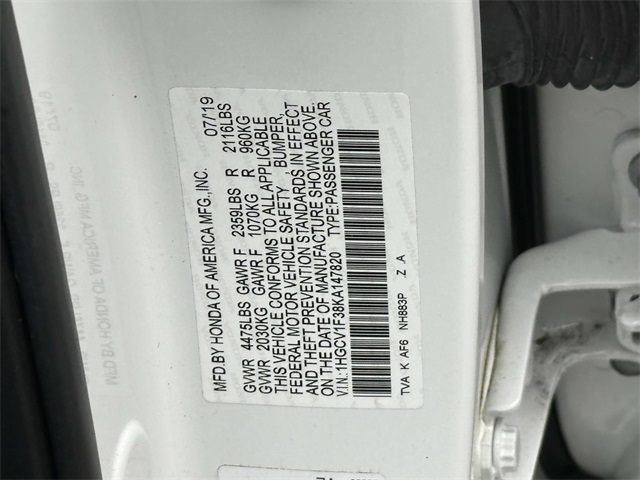 MFD.BY HONDA OF AMERICA MFG.,INC. 07/19
GVWR 4475LBS GAWR F 2359LBS R 2116LBS
GVWR 2030KG GAWR F 1070KG R 960KG
THIS VEHICLE CONFORMS TO ALL APPLICABLE
FEDERAL MOTOR VEHICLE SAFETY , BUMPER,
AND THEFT PREVENTION STANDARDS IN EFFECT
ON THE DATE OF MANUFACTURE SHOWN ABOVE.
V.I.N.:1HGCV1F38KA147820 TYPE:PASSENGER CAR
TVA K AF6 NH883P Z A